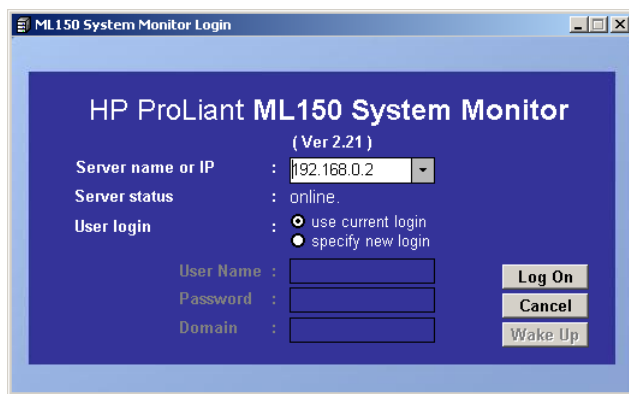 ML150 System Monitor Login
HP ProLiant ML150 System Monitor
( Ver 2.21 )
Server name or IP : 192.168.0.2
Server status : online.
User login : use current login
specify new login
User Name :
Password :
Domain :
Log On
Cancel
Wake Up